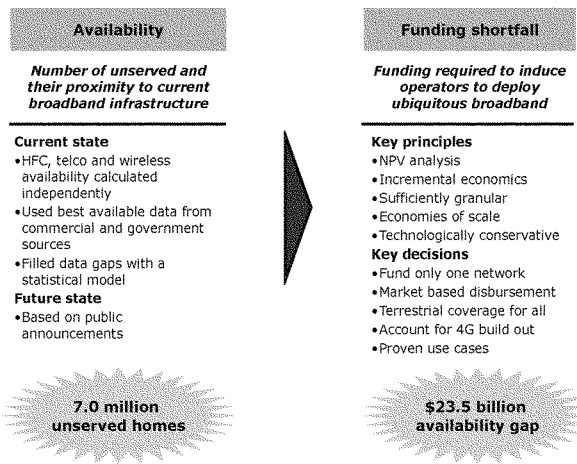 Availability
Number of unserved and
their proximity to current
broadband infrastructure
Current state
•HFC, telco and wireless
availability calculated
independently
•Used best available data from
commercial and government
sources
•Filled data gaps with a
statistical model
Future state
•Based on public
announcements
7.0 million
unserved homes
Funding shortfall
Funding required to induce
operators to deploy
ubiquitous broadband
Key principles
•NPV analysis
•Incremental economics
•Sufficiently granular
•Economies of scale
•Technologically conservative
Key decisions
•Fund only one network
•Market based disbursement
•Terrestrial coverage for all
•Account for 4G build out
•Proven use cases
$23.5 billion
availability gap